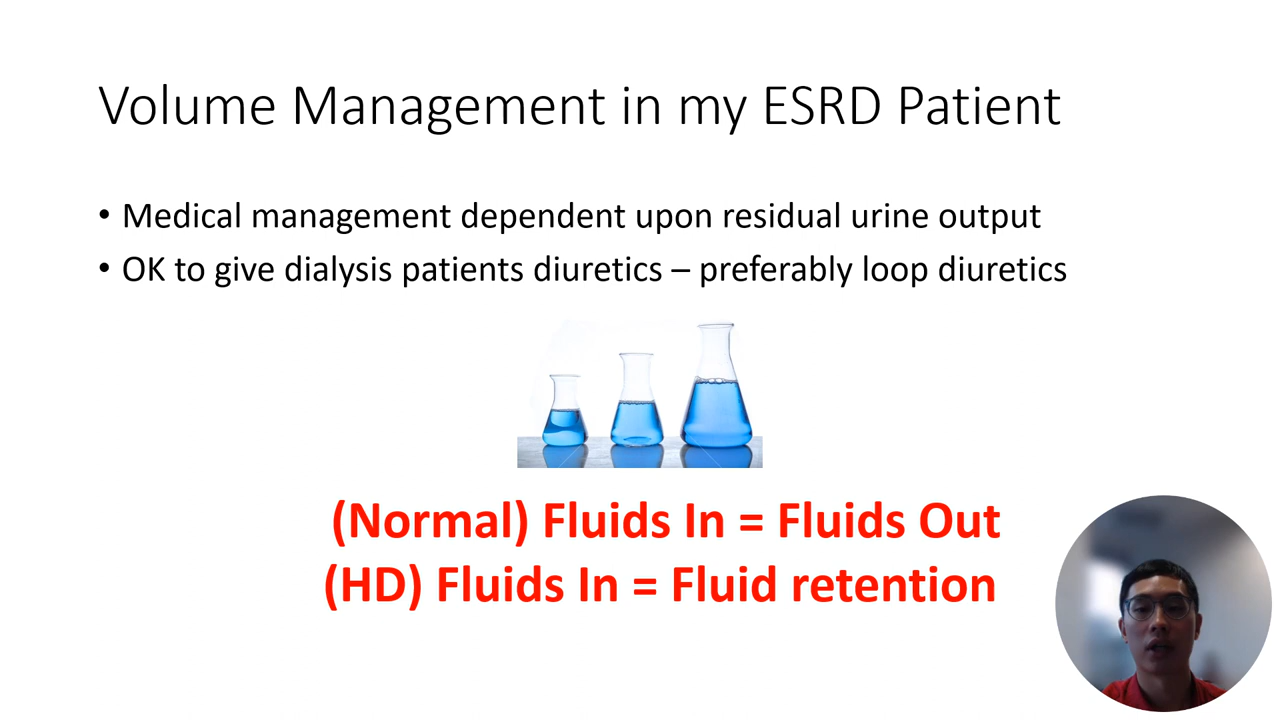 Volume Management in my ESRD Patient
• Medical management dependent upon residual urine output
• OK to give dialysis patients diuretics – preferably loop diuretics
(Normal) Fluids In = Fluids Out
(HD) Fluids In = Fluid retention